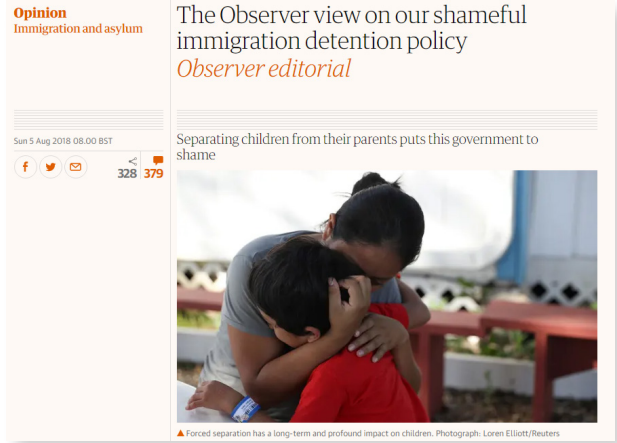 Opinion
Immigration and asylum
The Observer view on our shameful
immigration detention policy
Observer editorial
Sun 5 Aug 2018 08.00 BST
328
379
Separating children from their parents puts this government to
shame
Forced separation has a long-term and profound impact on children. Photograph: Loren Elliott/Reuters